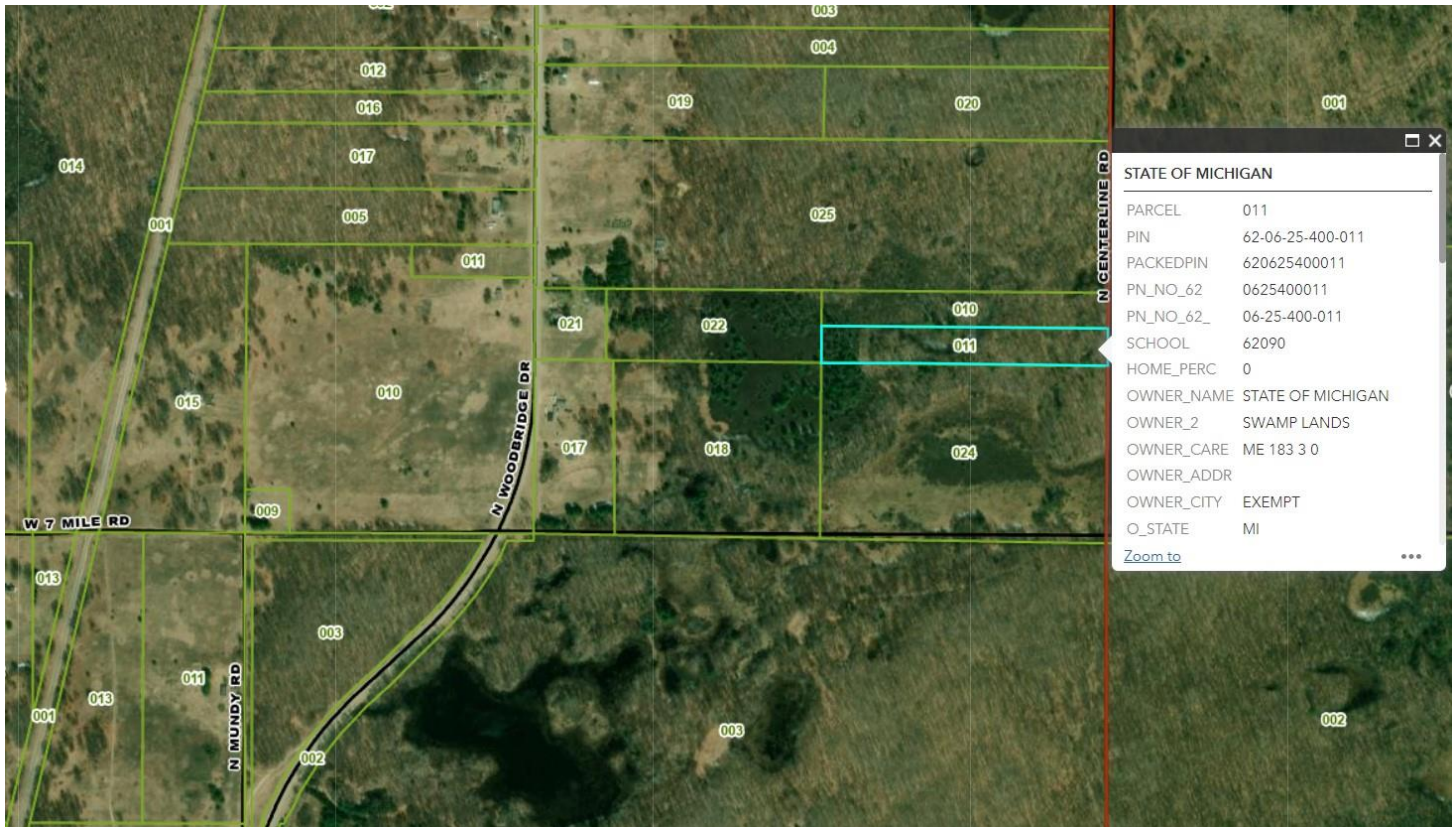 003
004
012
016
019
020
001
017
014
005
001
025
N CENTERLINE RD
011
010
021
022
011
010
015
017
018
024
N WOODBRIDGE DR
009
W 7 MILE RD
013
003
011
013
001
N MUNDY RD
002
003
002
STATE OF MICHIGAN
PARCEL 011
PIN 62-06-25-400-011
PACKEDPIN 620625400011
PN_NO_62 0625400011
PN_NO_62_ 06-25-400-011
SCHOOL 62090
HOME_PERC 0
OWNER_NAME STATE OF MICHIGAN
OWNER_2 SWAMP LANDS
OWNER_CARE ME 183 3 0
OWNER_ADDR
OWNER_CITY EXEMPT
O_STATE MI
Zoom to